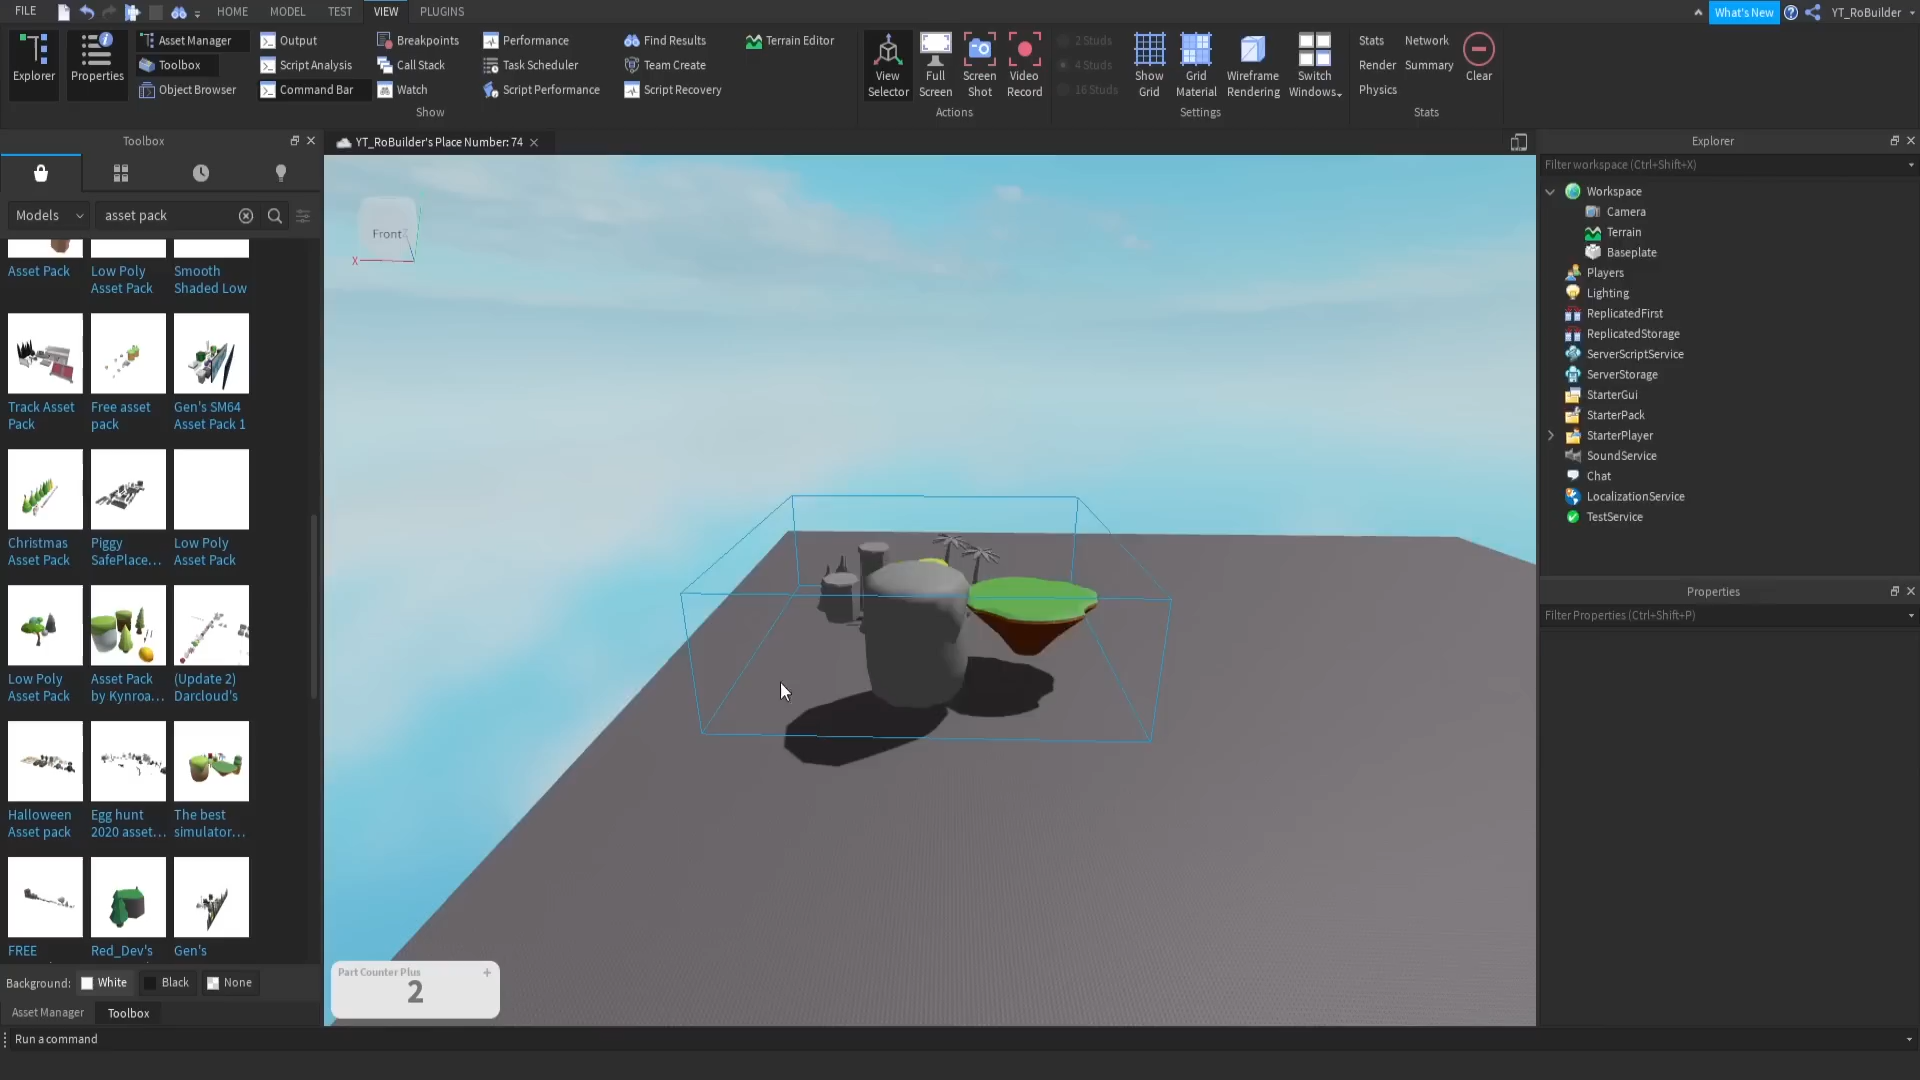 FILE
HOME
MODEL
TEST
VIEW
PLUGINS
What's New
YT_RoBuilder
Explorer
Properties
Asset Manager
Toolbox
Object Browser
Output
Script Analysis
Command Bar
Breakpoints
Call Stack
Watch
Performance
Task Scheduler
Script Performance
Find Results
Team Create
Script Recovery
Terrain Editor
Show
View
Selector
Full
Screen
Screen
Shot
Video
Record
Actions
2 Studs
4 Studs
16 Studs
Show
Grid
Grid
Material
Wireframe
Rendering
Switch
Windows
Settings
Stats
Network
Render
Summary
Physics
Clear
Stats
Toolbox
Models
asset pack
Asset Pack
Low Poly
Asset Pack
Smooth
Shaded Low
Track Asset
Pack
Free asset
pack
Gen's SM64
Asset Pack 1
Christmas
Asset Pack
Piggy
SafePlace...
Low Poly
Asset Pack
Low Poly
Asset Pack
Asset Pack
by Kynroa...
(Update 2)
Darcloud's
Halloween
Asset pack
Egg hunt
2020 asset...
The best
simulator...
FREE
Red_Dev's
Gen's
Background:
White
Black
None
Asset Manager
Toolbox
Run a command
YT_RoBuilder's Place Number: 74
Front
X
Part Counter Plus
+
2
Explorer
Filter workspace (Ctrl+Shift+X)
Workspace
Camera
Terrain
Baseplate
Players
Lighting
ReplicatedFirst
ReplicatedStorage
ServerScriptService
ServerStorage
StarterGui
StarterPack
StarterPlayer
SoundService
Chat
LocalizationService
TestService
Properties
Filter Properties (Ctrl+Shift+P)